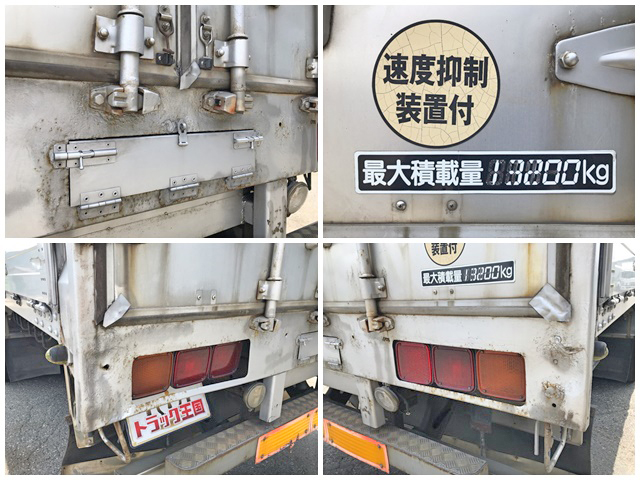 速度抑制
装置付
最大積載量 13200kg
装置付
最大積載量 13200kg
トラック王国